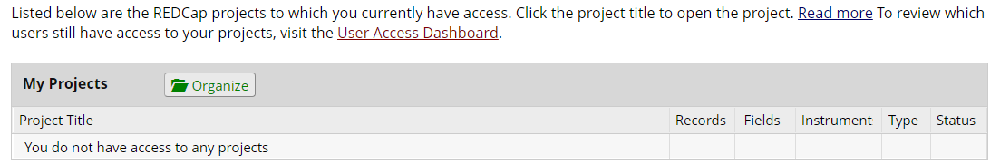 Listed below are the REDCap projects to which you currently have access. Click the project title to open the project. Read more To review which
users still have access to your projects, visit the User Access Dashboard.
My Projects Organize
Project Title Records Fields Instrument Type Status
You do not have access to any projects